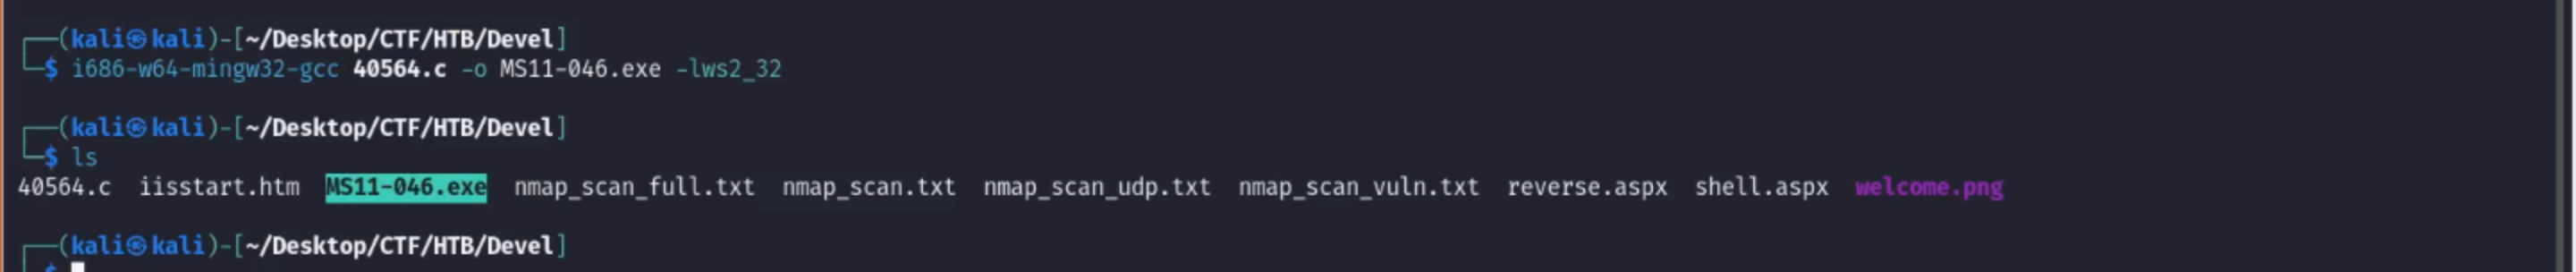 ┌──(kali㉿kali)-[~/Desktop/CTF/HTB/Devel]
└─$ i686-w64-mingw32-gcc 40564.c -o MS11-046.exe -lws2_32
┌──(kali㉿kali)-[~/Desktop/CTF/HTB/Devel]
└─$ ls
40564.c  iisstart.htm  MS11-046.exe  nmap_scan_full.txt  nmap_scan.txt  nmap_scan_udp.txt  nmap_scan_vuln.txt  reverse.aspx  shell.aspx  welcome.png
┌──(kali㉿kali)-[~/Desktop/CTF/HTB/Devel]
└─$